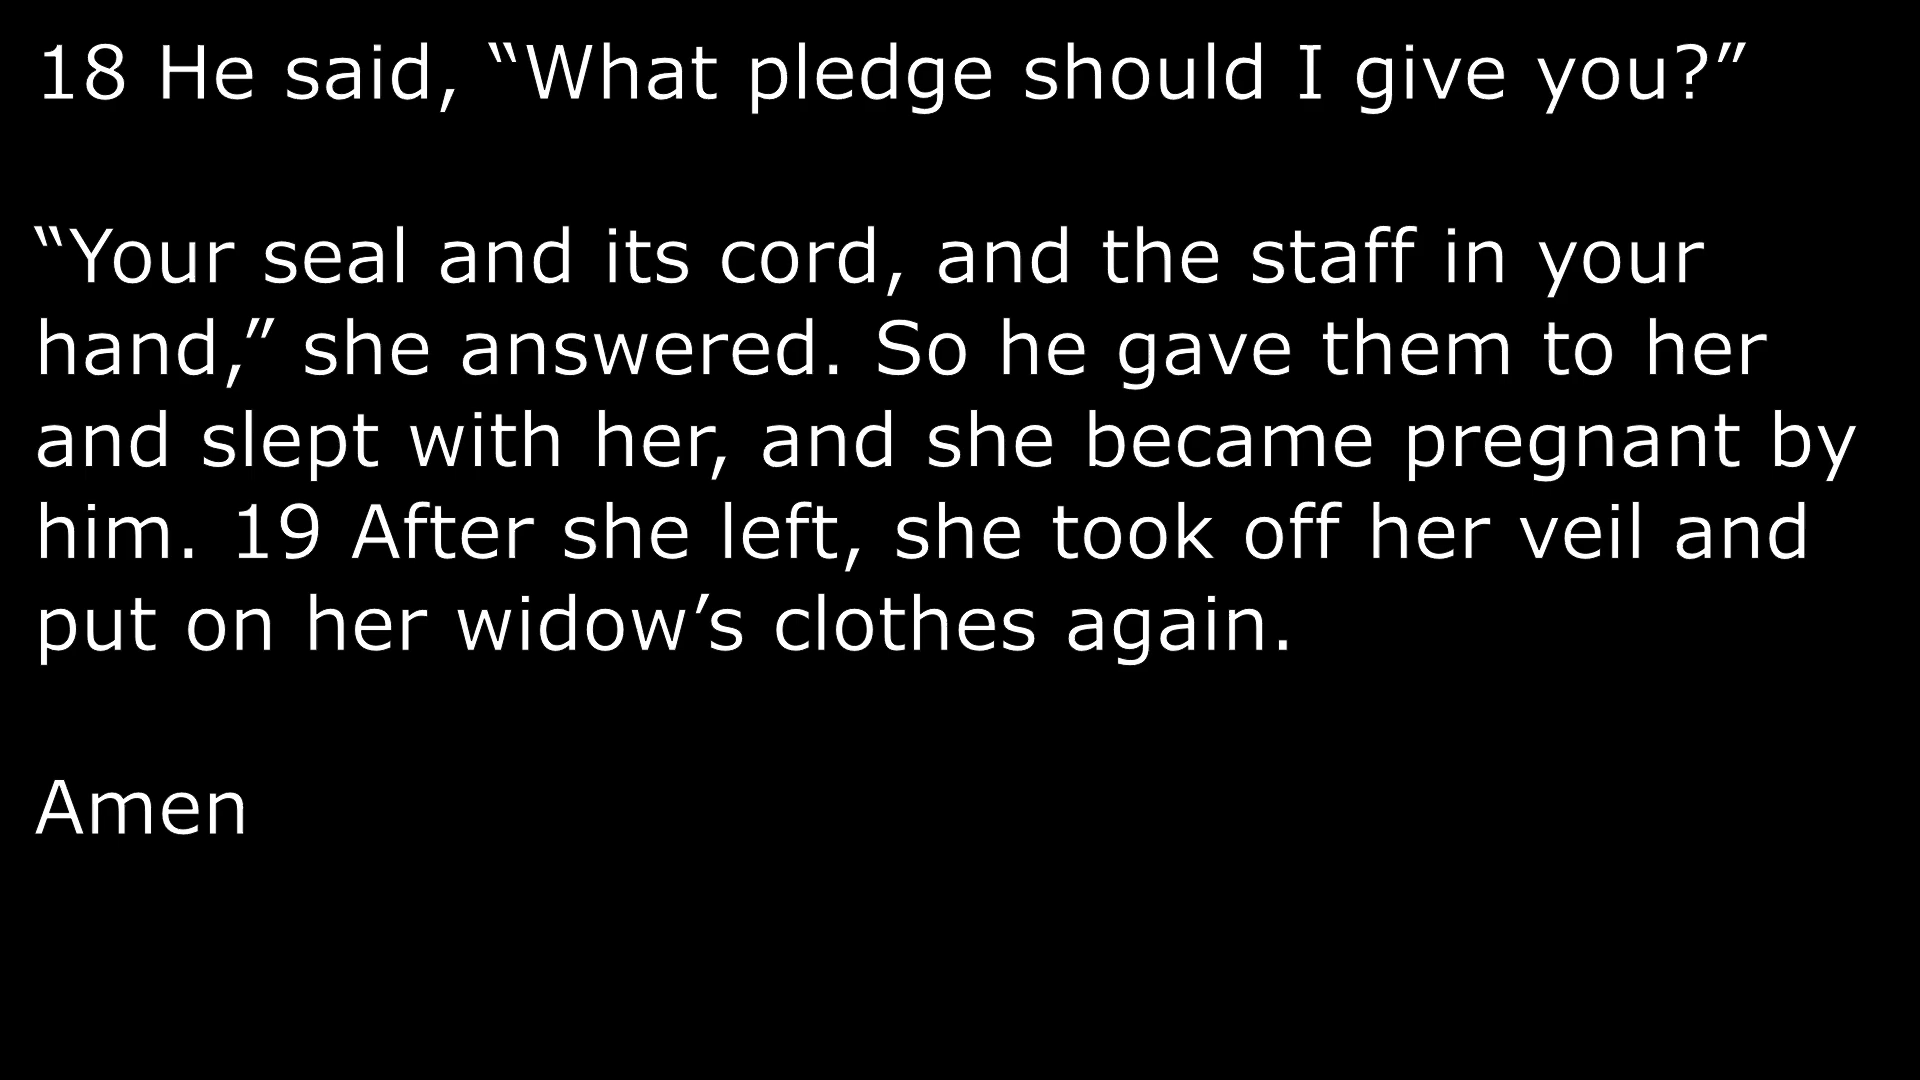 18 He said, “What pledge should I give you?”
“Your seal and its cord, and the staff in your
hand,” she answered. So he gave them to her
and slept with her, and she became pregnant by
him. 19 After she left, she took off her veil and
put on her widow’s clothes again.
Amen